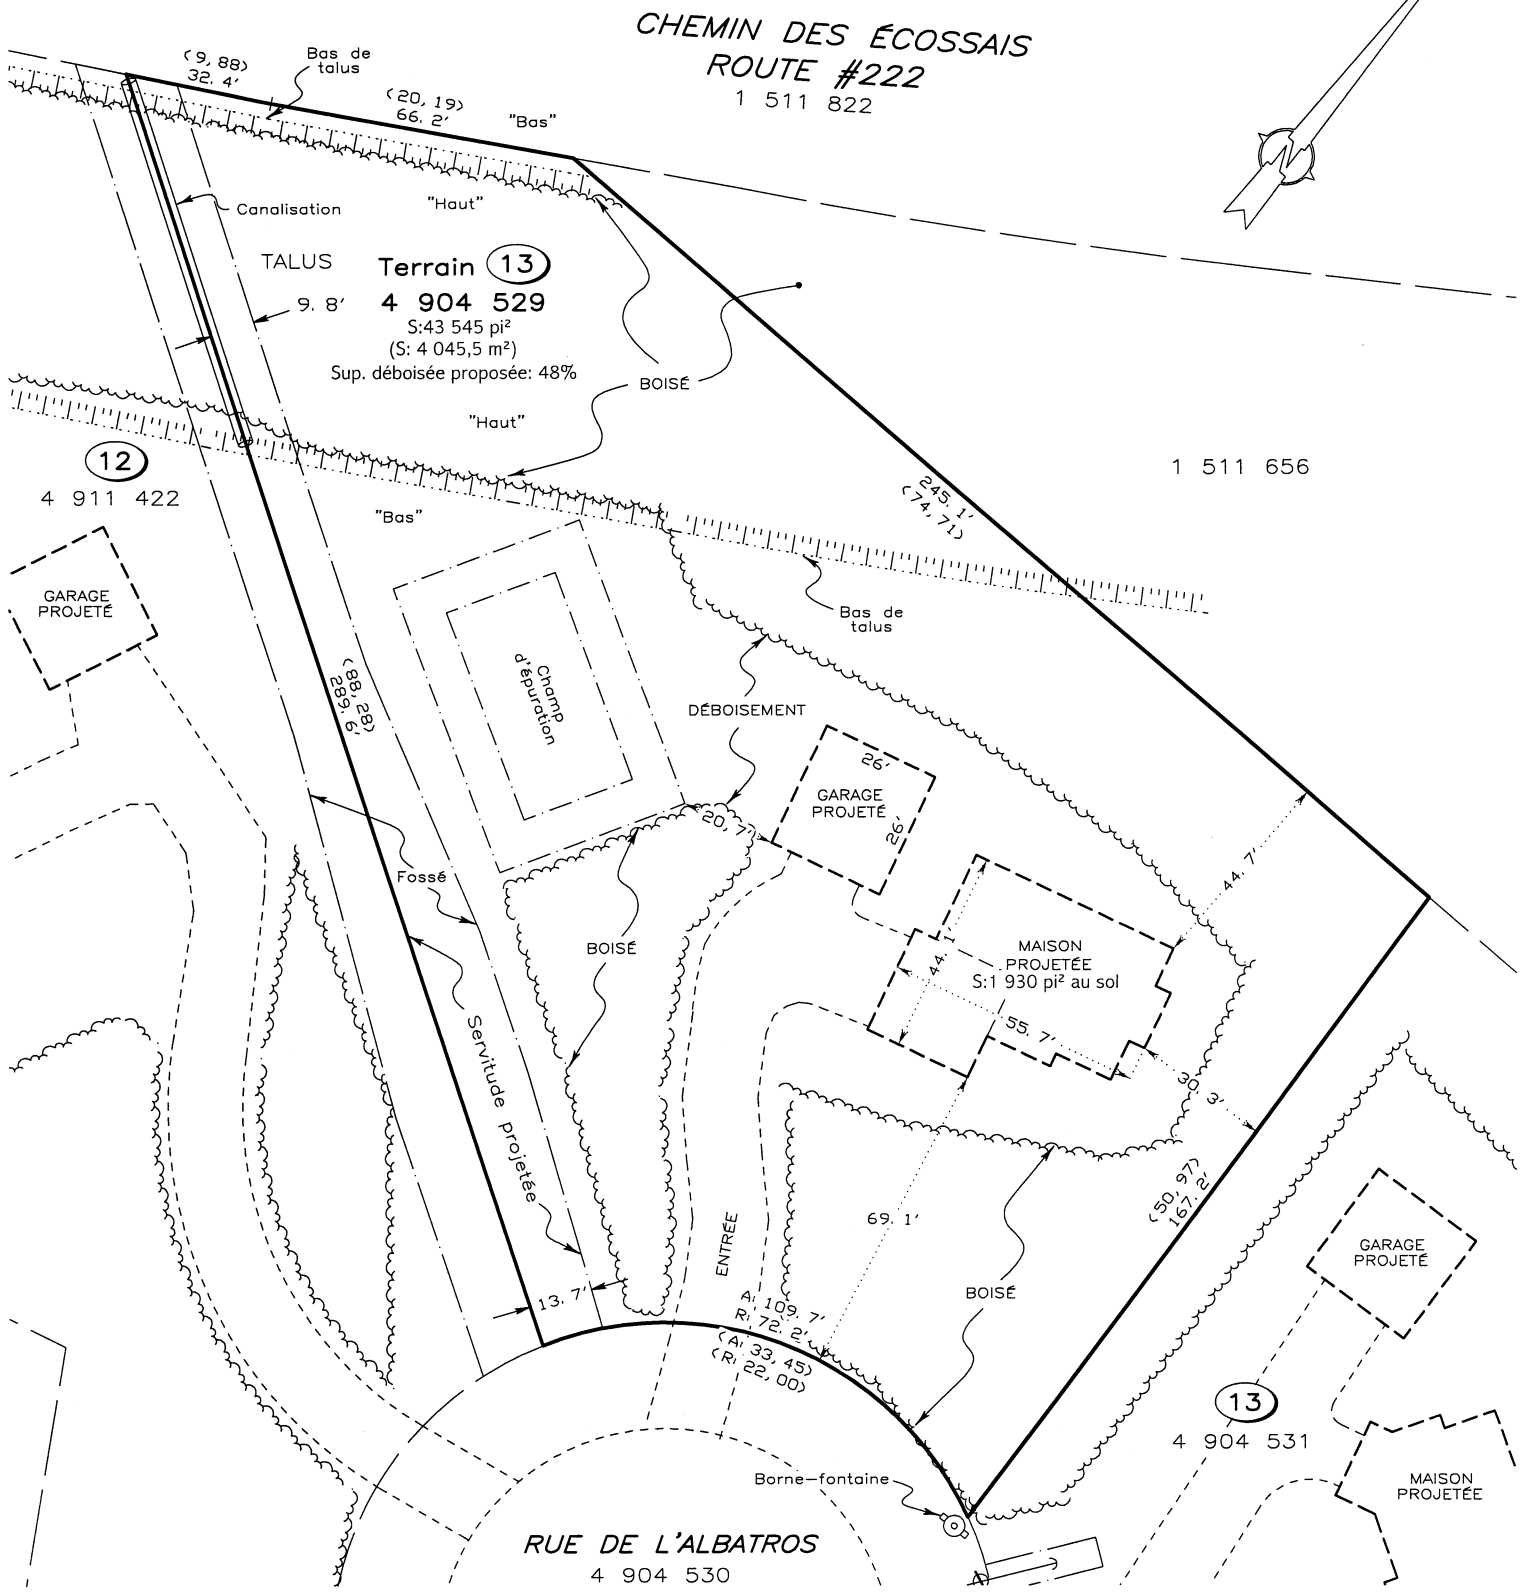 CHEMIN DES ÉCOSSAIS
ROUTE #222
1 511 822
(9,88)
32.4'
Bas de
talus
(20,19)
66.2'
"Bas"
Canalisation
"Haut"
TALUS
Terrain 13
9.8'
4 904 529
S:43 545 pi²
(S: 4 045,5 m²)
Sup. déboisée proposée: 48%
BOISÉ
"Haut"
12
4 911 422
1 511 656
245.1'
(74,71)
"Bas"
GARAGE
PROJETÉ
Bas de
talus
(88,28)
289.6'
Champ
d'épuration
DÉBOISEMENT
26'
GARAGE
PROJETÉ
26'
20.7'
44.7'
Fossé
BOISÉ
44.1'
MAISON
PROJETÉE
S:1 930 pi² au sol
55.7'
30.3'
Servitude projetée
(50,97)
167.2'
69.1'
ENTRÉE
GARAGE
PROJETÉ
13.7'
A: 109.7'
R: 72.2'
(A: 33,45)
(R: 22,00)
BOISÉ
13
4 904 531
Borne-fontaine
MAISON
PROJETÉE
RUE DE L'ALBATROS
4 904 530